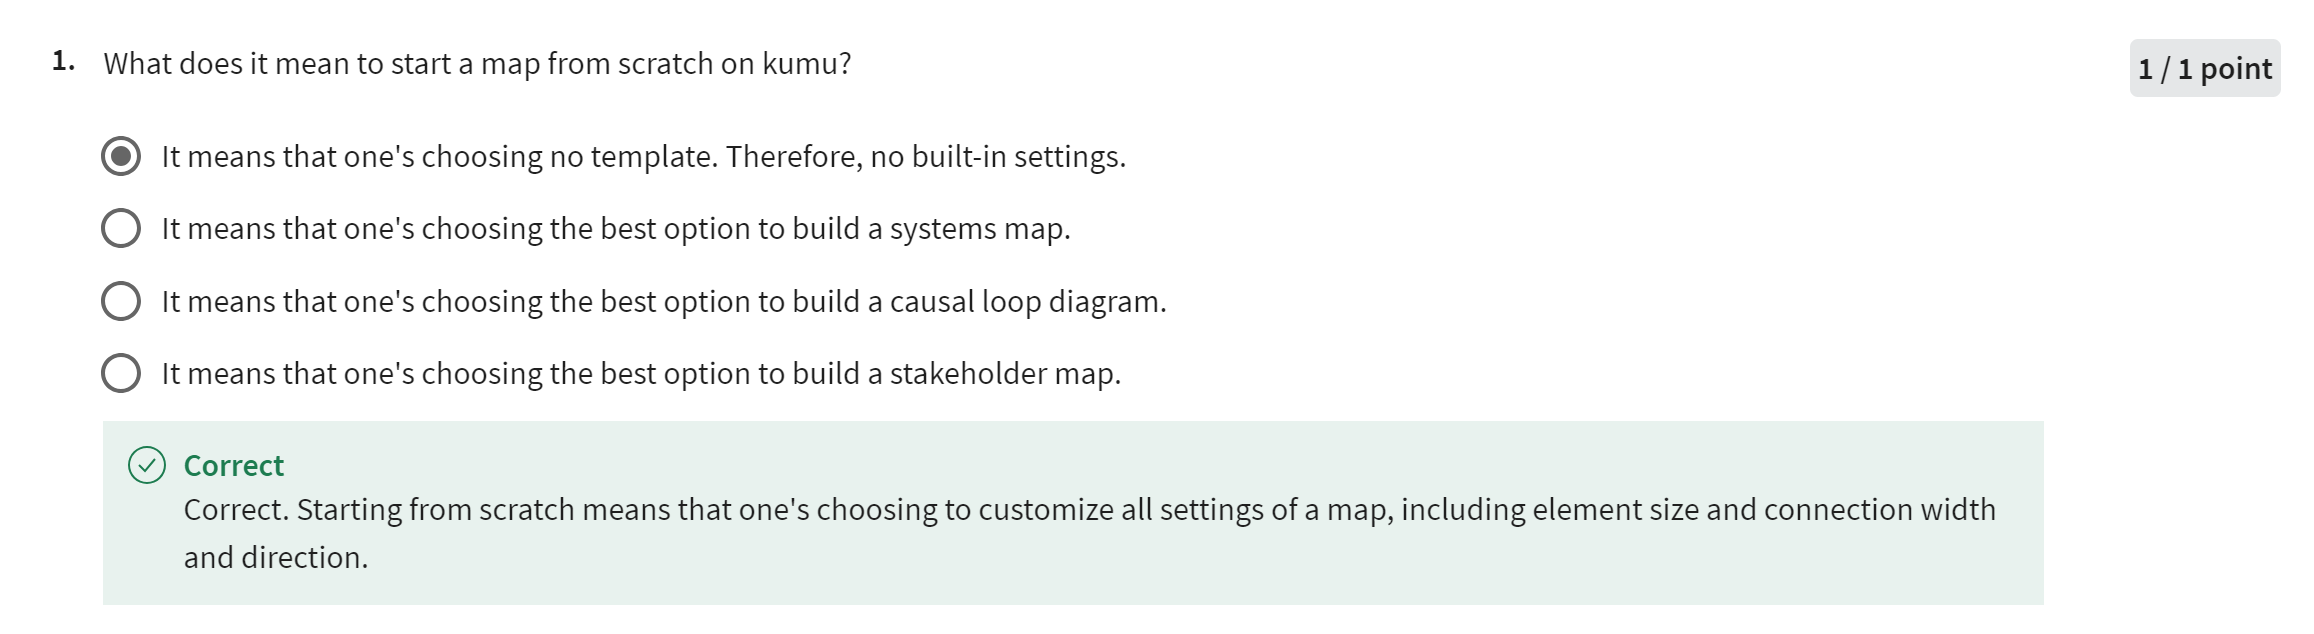 1. What does it mean to start a map from scratch on kumu?
1 / 1 point
It means that one's choosing no template. Therefore, no built-in settings.
It means that one's choosing the best option to build a systems map.
It means that one's choosing the best option to build a causal loop diagram.
It means that one's choosing the best option to build a stakeholder map.
Correct
Correct. Starting from scratch means that one's choosing to customize all settings of a map, including element size and connection width
and direction.